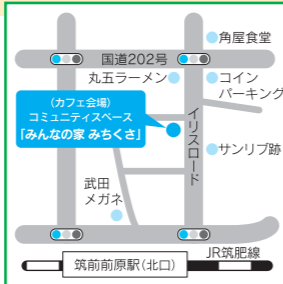 角屋食堂
国道202号
丸五ラーメン
コイン
パーキング
（カフェ会場）
コミュニティスペース
「みんなの家 みちくさ」
イリスロード
サンリブ跡
武田
メガネ
JR筑肥線
筑前前原駅（北口）